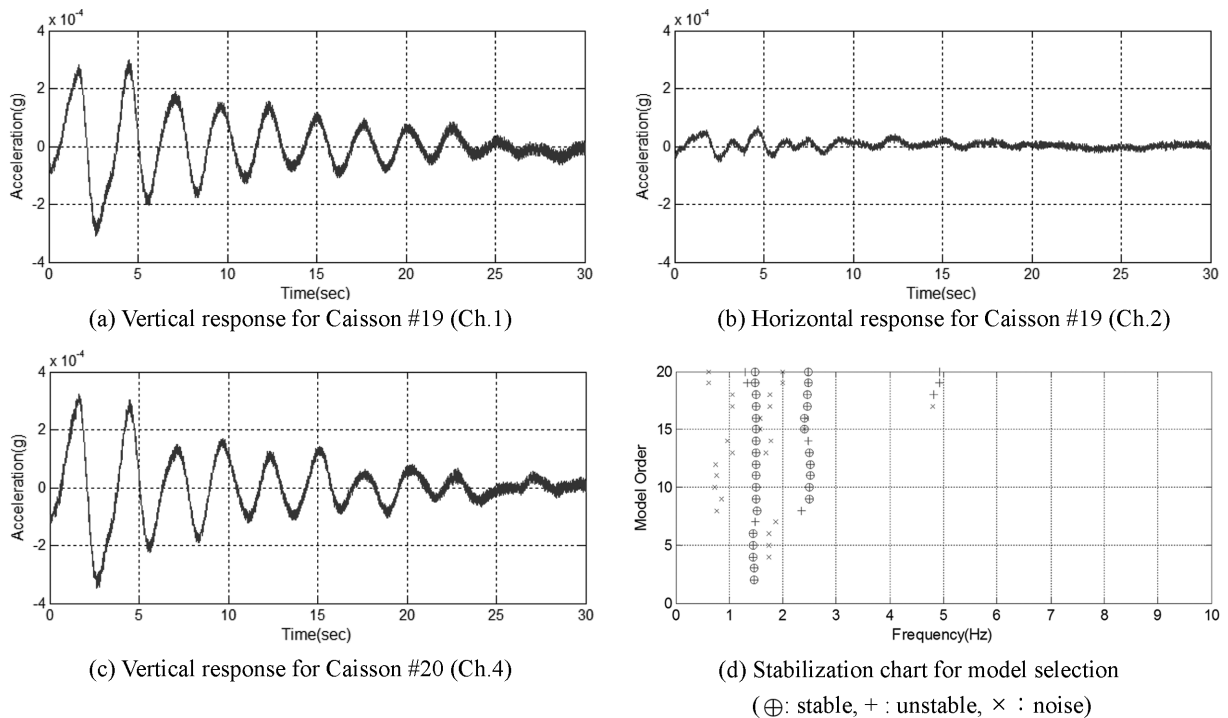 x 10⁻⁴
4
2
0
-2
-4
Acceleration(g)
0 5 10 15 20 25 30
Time(sec)
(a) Vertical response for Caisson #19 (Ch.1)
x 10⁻⁴
4
2
0
-2
-4
Acceleration(g)
0 5 10 15 20 25 30
Time(sec)
(b) Horizontal response for Caisson #19 (Ch.2)
x 10⁻⁴
4
2
0
-2
-4
Acceleration(g)
0 5 10 15 20 25 30
Time(sec)
(c) Vertical response for Caisson #20 (Ch.4)
20
15
10
5
0
Model Order
0 1 2 3 4 5 6 7 8 9 10
Frequency(Hz)
(d) Stabilization chart for model selection
(⊕: stable, + : unstable, × : noise)